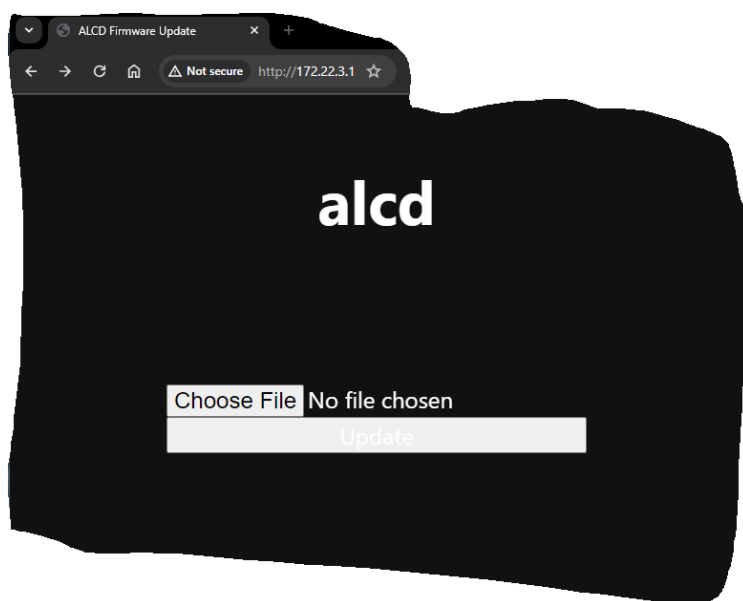 ALCD Firmware Update
Not secure http://172.22.3.1
alcd
Choose File No file chosen
Update